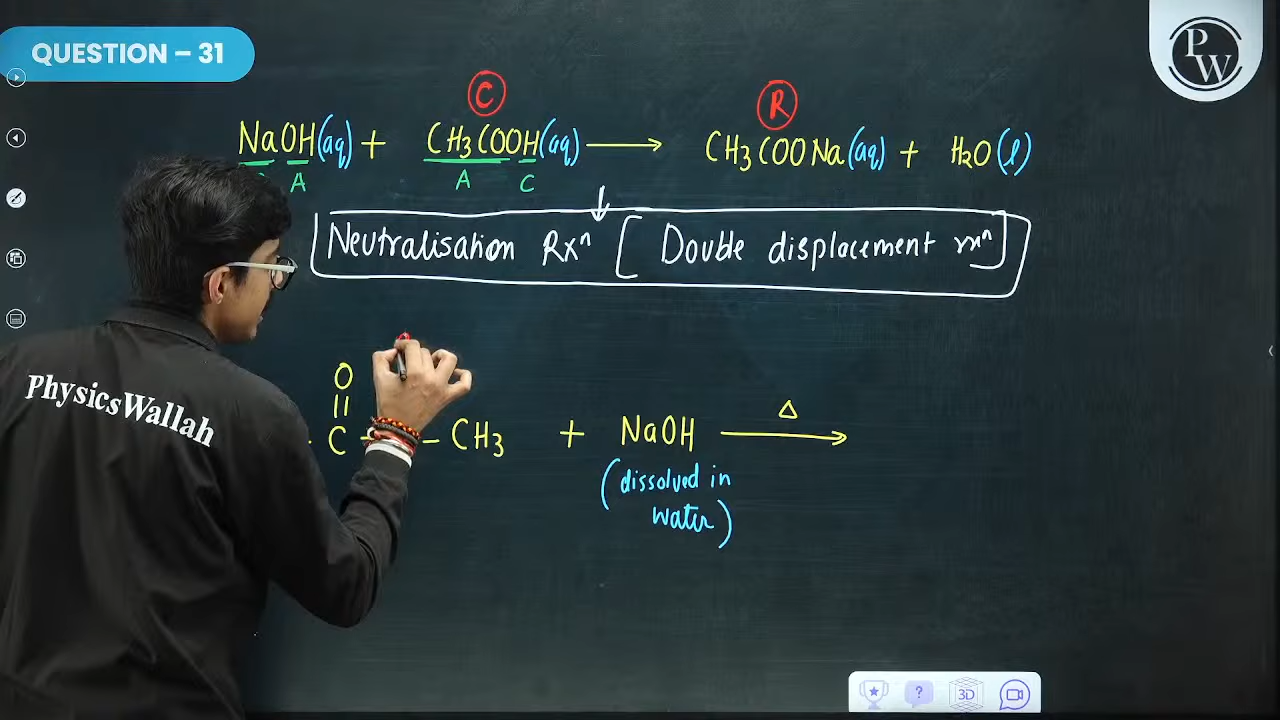 QUESTION – 31
PW
C R
NaOH(aq) + CH3COOH(aq) ⟶ CH3COONa(aq) + H2O(l)
A A C
Neutralisation Rxⁿ [Double displacement rxⁿ]
PhysicsWallah
O
||
C – CH3 + NaOH ⟶ Δ
(dissolved in
water)
3D